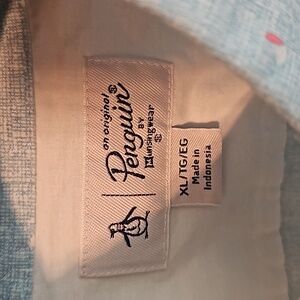 an original
Penguin®
BY
Munsingwear
®
XL/TG/EG
Made in
Indonesia